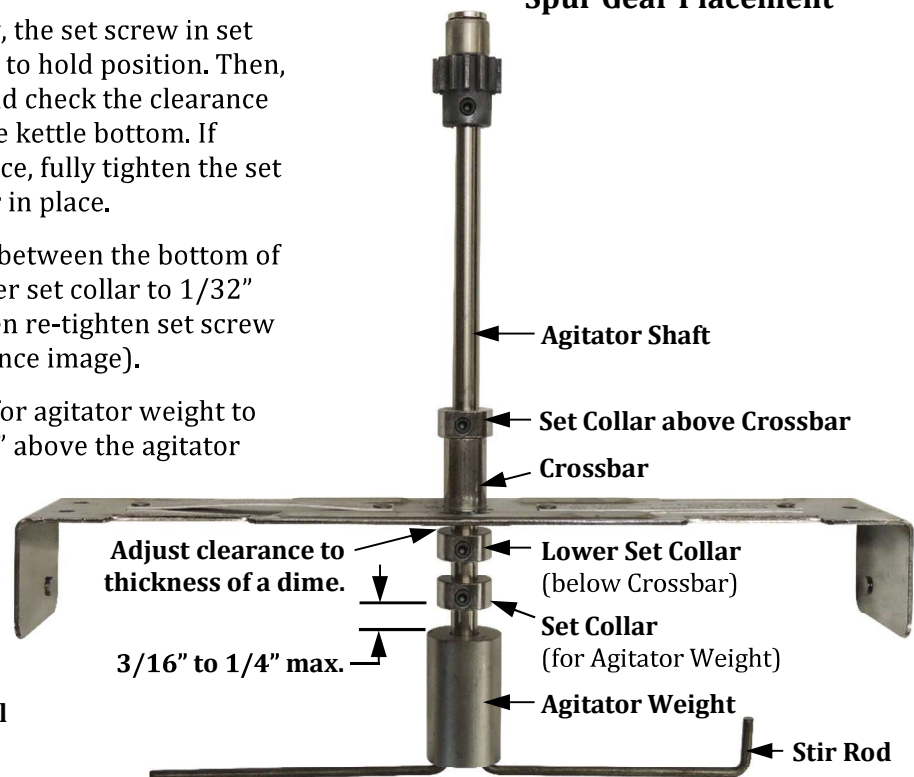 Spur Gear Placement
, the set screw in set
to hold position. Then,
d check the clearance
e kettle bottom. If
ce, fully tighten the set
r in place.
between the bottom of
er set collar to 1/32”
en re-tighten set screw
nce image).
for agitator weight to
” above the agitator
Agitator Shaft
Set Collar above Crossbar
Crossbar
Adjust clearance to
thickness of a dime.
Lower Set Collar
(below Crossbar)
Set Collar
(for Agitator Weight)
3/16” to 1/4” max.
Agitator Weight
l
Stir Rod